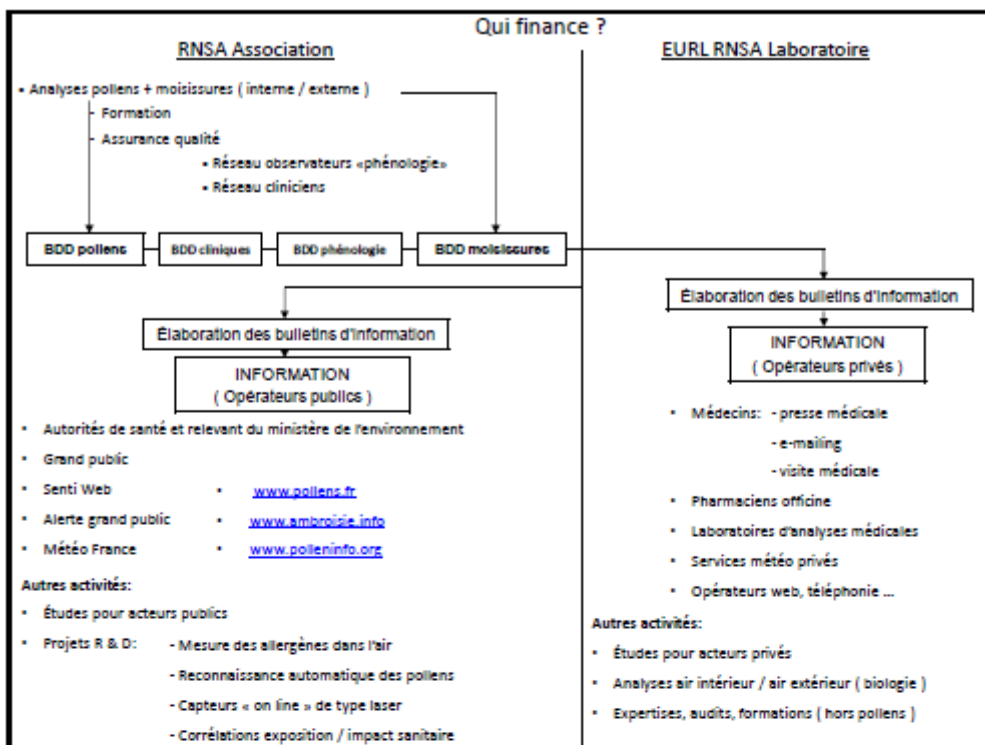 Qui finance ?
RNSA Association
EURL RNSA Laboratoire
▪ Analyses pollens + moisissures ( interne / externe )
- Formation
- Assurance qualité
▪ Réseau observateurs «phénologie»
▪ Réseau cliniciens
BDD pollens
BDD cliniques
BDD phénologie
BDD moisissures
Élaboration des bulletins d'information
INFORMATION
( Opérateurs publics )
▪ Autorités de santé et relevant du ministère de l'environnement
▪ Grand public
▪ Senti Web ▪ www.pollens.fr
▪ Alerte grand public ▪ www.ambroisie.info
▪ Météo France ▪ www.polleninfo.org
Autres activités:
▪ Études pour acteurs publics
▪ Projets R & D: - Mesure des allergènes dans l'air
- Reconnaissance automatique des pollens
- Capteurs « on line » de type laser
- Corrélations exposition / impact sanitaire
Élaboration des bulletins d'information
INFORMATION
( Opérateurs privés )
▪ Médecins: - presse médicale
- e-mailing
- visite médicale
▪ Pharmaciens officine
▪ Laboratoires d'analyses médicales
▪ Services météo privés
▪ Opérateurs web, téléphonie ...
Autres activités:
▪ Études pour acteurs privés
▪ Analyses air intérieur / air extérieur ( biologie )
▪ Expertises, audits, formations ( hors pollens )